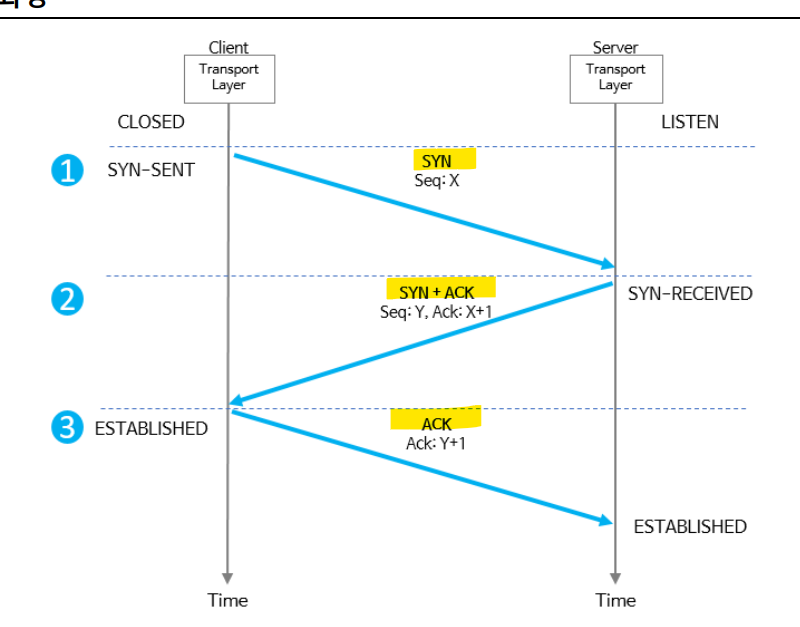 Client
Transport
Layer
Server
Transport
Layer
CLOSED
LISTEN
1
SYN-SENT
SYN
Seq: X
2
SYN + ACK
Seq: Y, Ack: X+1
SYN-RECEIVED
3
ESTABLISHED
ACK
Ack: Y+1
ESTABLISHED
Time
Time